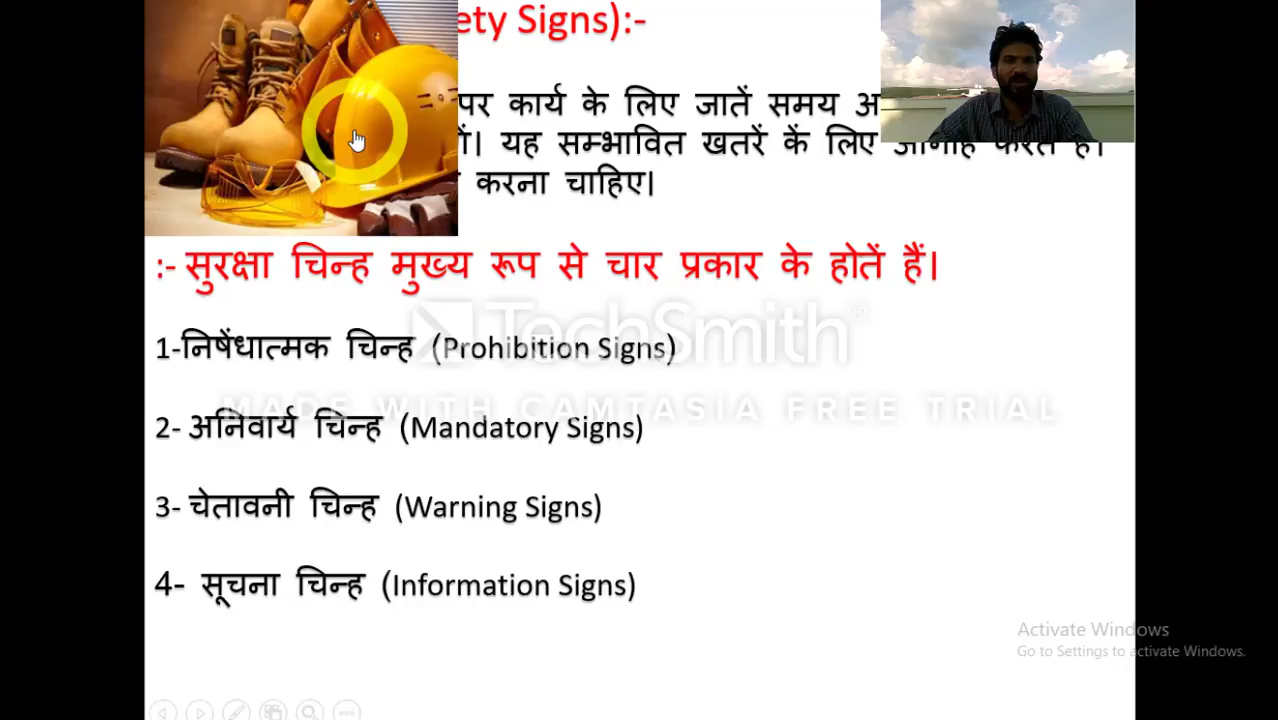 ety Signs):-
पर कार्य के लिए जातें समय अ
यह सम्भावित खतरें कें लिए
करना चाहिए।
:- सुरक्षा चिन्ह मुख्य रूप से चार प्रकार के होतें हैं।
TechSmith®
1-निषेंधात्मक चिन्ह (Prohibition Signs)
MADE WITH CAMTASIA FREE TRIAL
2- अनिवार्य चिन्ह (Mandatory Signs)
3- चेतावनी चिन्ह (Warning Signs)
4- सूचना चिन्ह (Information Signs)
Activate Windows
Go to Settings to activate Windows.